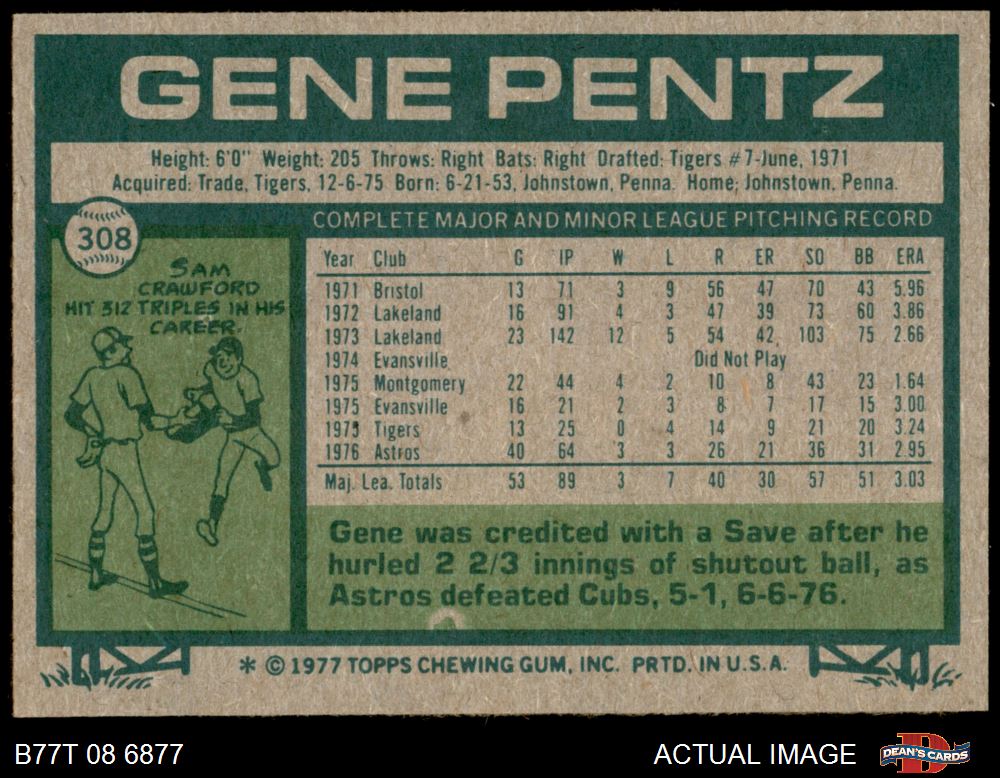 GENE PENTZ
Height: 6'0" Weight: 205 Throws: Right Bats: Right Drafted: Tigers #7-June, 1971
Acquired: Trade, Tigers, 12-6-75 Born: 6-21-53, Johnstown, Penna. Home: Johnstown, Penna.
308
COMPLETE MAJOR AND MINOR LEAGUE PITCHING RECORD
SAM
CRAWFORD
HIT 312 TRIPLES IN HIS
CAREER.
Year Club G IP W L R ER SO BB ERA
1971 Bristol 13 71 3 9 56 47 70 43 5.96
1972 Lakeland 16 91 4 3 47 39 73 60 3.86
1973 Lakeland 23 142 12 5 54 42 103 75 2.66
1974 Evansville Did Not Play
1975 Montgomery 22 44 4 2 10 8 43 23 1.64
1975 Evansville 16 21 2 3 8 7 17 15 3.00
1975 Tigers 13 25 0 4 14 9 21 20 3.24
1976 Astros 40 64 3 3 26 21 36 31 2.95
Maj. Lea. Totals 53 89 3 7 40 30 57 51 3.03
Gene was credited with a Save after he
hurled 2 2/3 innings of shutout ball, as
Astros defeated Cubs, 5-1, 6-6-76.
* © 1977 TOPPS CHEWING GUM, INC. PRTD. IN U.S.A.
B77T 08 6877
ACTUAL IMAGE
D
DEAN'S CARDS